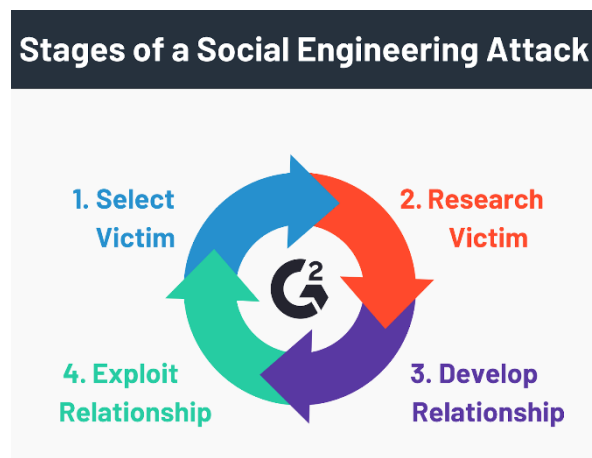 Stages of a Social Engineering Attack
1. Select
Victim
2. Research
Victim
G2
4. Exploit
Relationship
3. Develop
Relationship